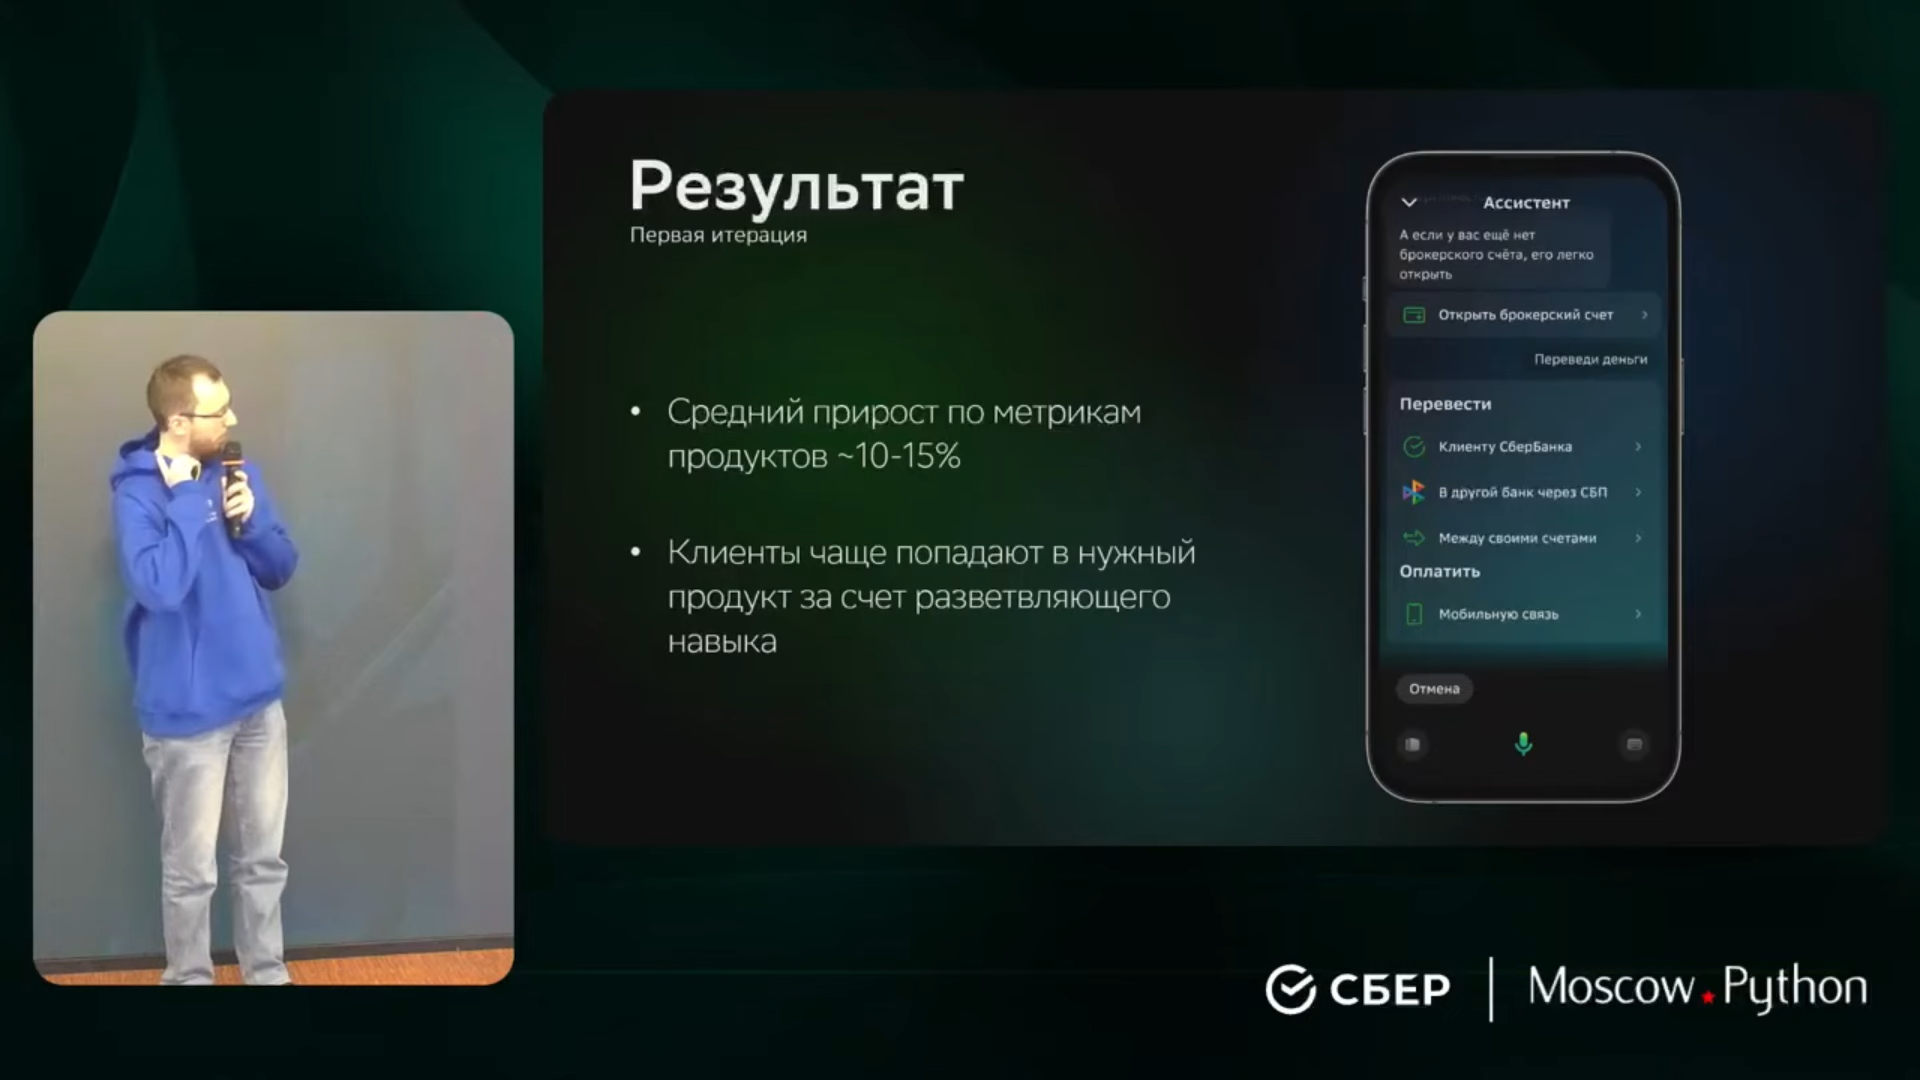 Результат
Первая итерация
• Средний прирост по метрикам
продуктов ~10-15%
• Клиенты чаще попадают в нужный
продукт за счет разветвляющего
навыка
Ассистент
А если у вас ещё нет
брокерского счёта, его легко
открыть
Открыть брокерский счет
Переведи деньги
Перевести
Клиенту СберБанка
В другой банк через СБП
Между своими счетами
Оплатить
Мобильную связь
Отмена
СБЕР
Moscow Python